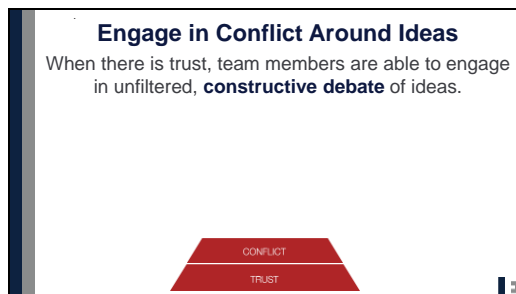 Engage in Conflict Around Ideas
When there is trust, team members are able to engage
in unfiltered, constructive debate of ideas.
CONFLICT
TRUST